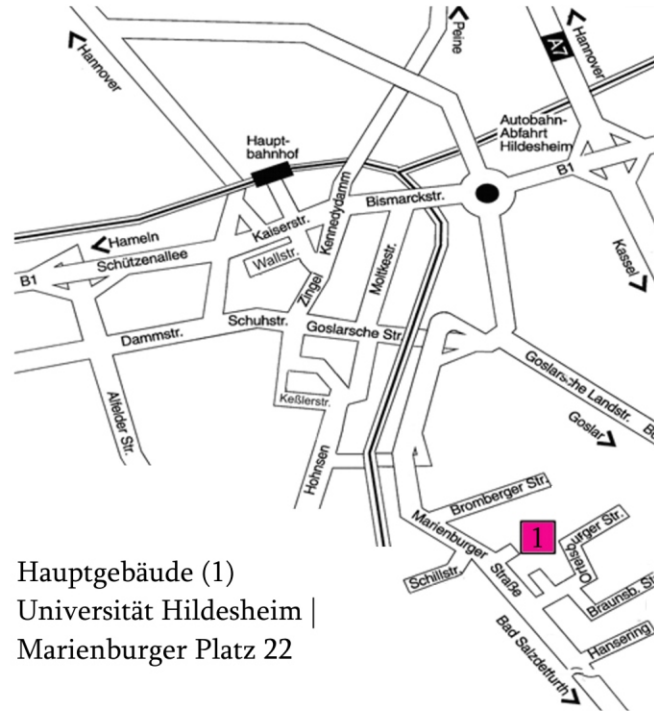 Hannover
Peine
A7
Hannover
Autobahn-
Abfahrt
Hildesheim
Haupt-
bahnhof
B1
Bismarckstr.
Kennedydamm
Kaiserstr.
Hameln
Schützenallee
B1
Wallstr.
Kassel
Moltkestr.
Zingel
Schuhstr.
Goslarsche Str.
Dammstr.
Goslarsche Landstr.
Goslar
Keßlerstr.
Alfelder Str.
Hohnsen
Bromberger Str.
Marienburger
Straße
1
Schillstr.
Braunsb.
Hansering
Bad Salzdetfurth
Hauptgebäude (1)
Universität Hildesheim |
Marienburger Platz 22